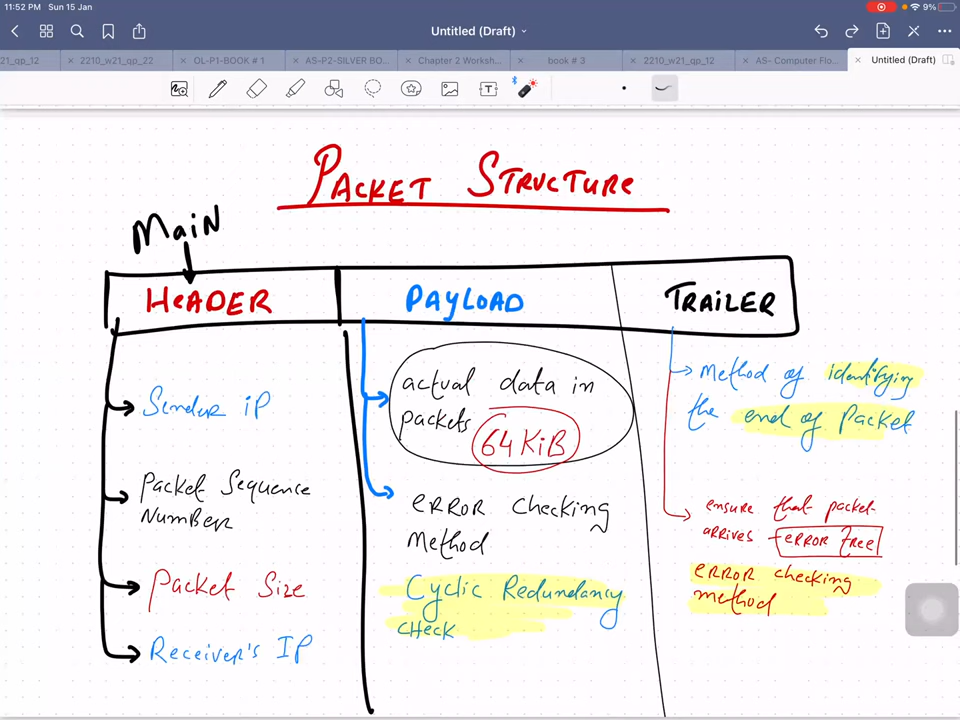 11:52 PM Sun 15 Jan
9%
Untitled (Draft)
21_qp_12
2210_w21_qp_22
OL-P1-BOOK # 1
AS-P2-SILVER BO...
Chapter 2 Worksh...
book # 3
2210_w21_qp_12
AS- Computer Flo...
Untitled (Draft)
PACKET STRUCTURE
MaiN
HEADER
PAYLOAD
TRAILER
Sender iP
Packet Sequence
NumBer
Packet Size
Receiver's IP
actual data in
packets
64 KiB
ERROR checking
Method
Cyclic Redundancy
CHECK
Method of identifying
the end of Packet
ensure that packet
arrives ERROR Free
ERROR checking
method